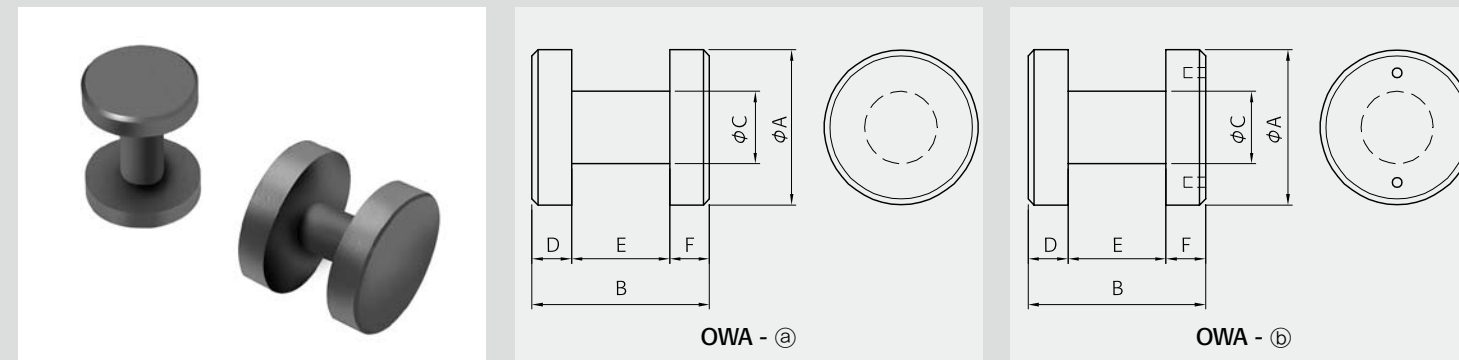 φC
φA
D E F
B
OWA - ⓐ
φC
φA
D E F
B
OWA - ⓑ